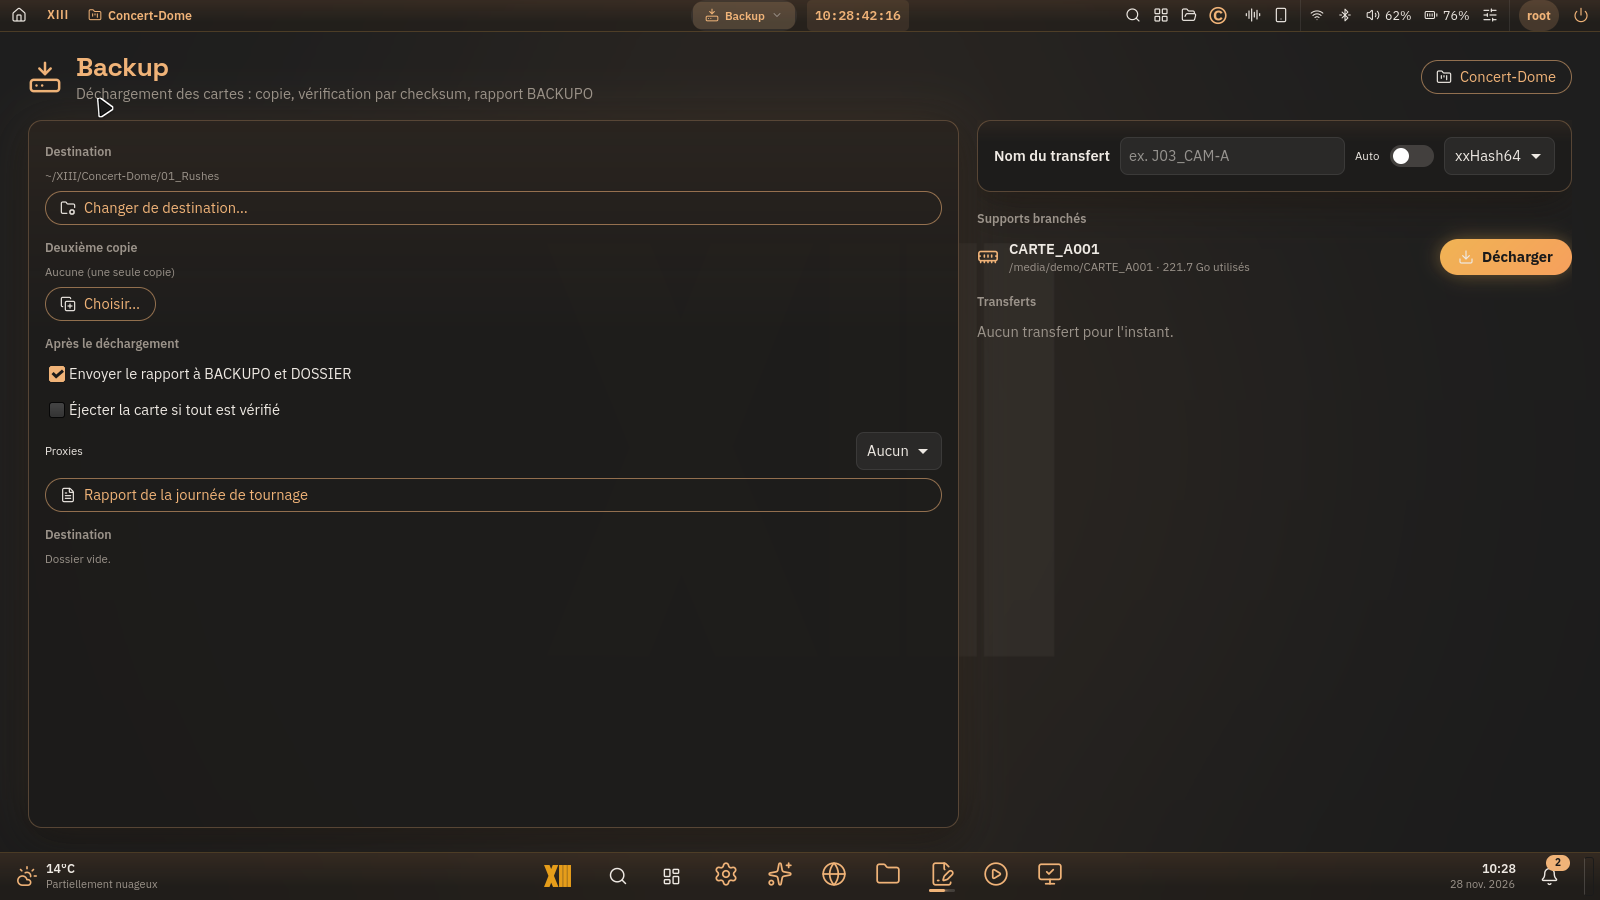 XIII
Concert-Dome
Backup
10:28:42:16
62%
76%
root
Backup
Déchargement des cartes : copie, vérification par checksum, rapport BACKUPO
Concert-Dome
Destination
~/XIII/Concert-Dome/01_Rushes
Changer de destination...
Deuxième copie
Aucune (une seule copie)
Choisir...
Après le déchargement
Envoyer le rapport à BACKUPO et DOSSIER
Éjecter la carte si tout est vérifié
Proxies
Aucun
Rapport de la journée de tournage
Destination
Dossier vide.
Nom du transfert
ex. J03_CAM-A
Auto
xxHash64
Supports branchés
CARTE_A001
/media/demo/CARTE_A001 · 221.7 Go utilisés
Décharger
Transferts
Aucun transfert pour l'instant.
14°C
Partiellement nuageux
XIII
10:28
28 nov. 2026
2